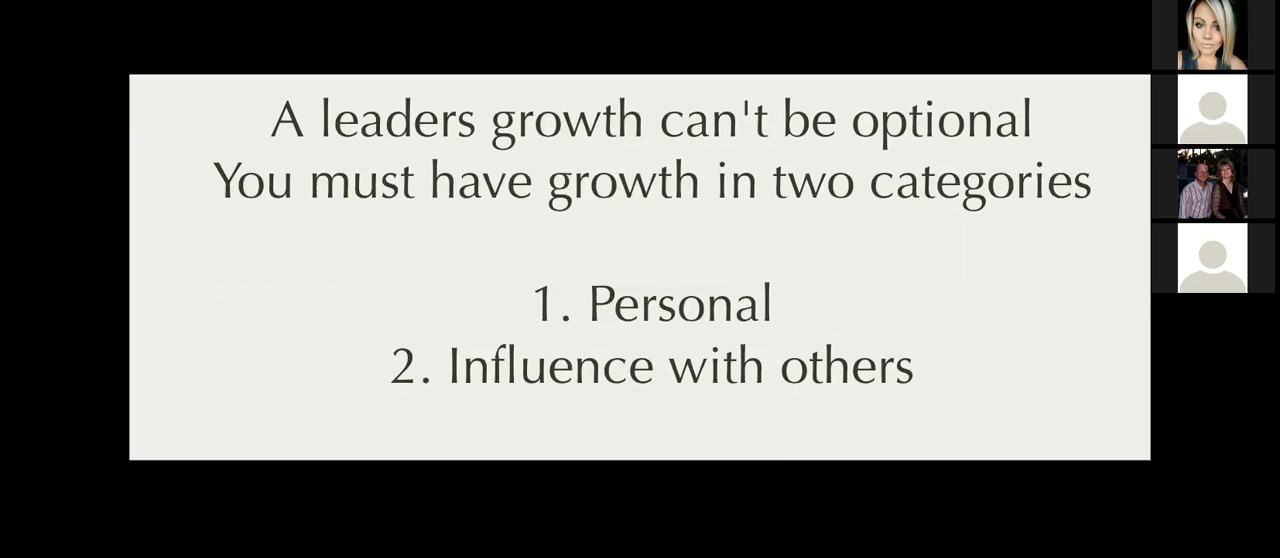 A leaders growth can't be optional
You must have growth in two categories
1. Personal
2. Influence with others